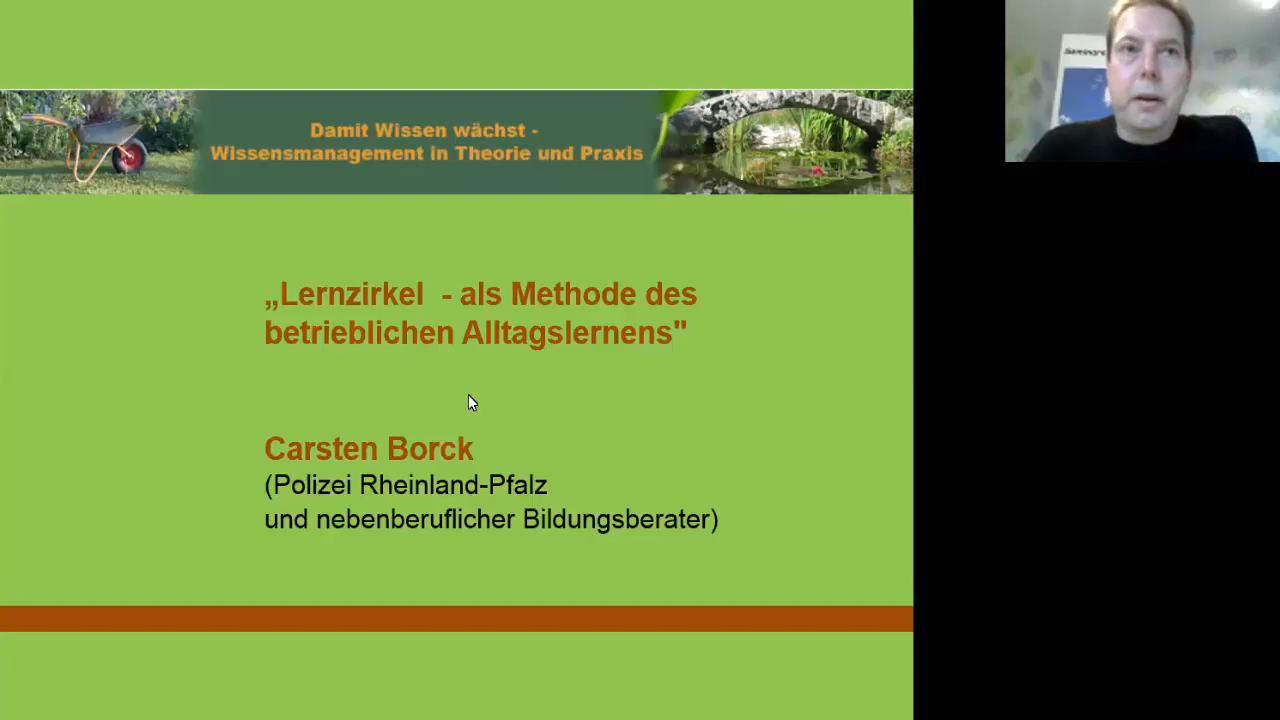 Damit Wissen wächst -
Wissensmanagement in Theorie und Praxis
„Lernzirkel - als Methode des
betrieblichen Alltagslernens"
Carsten Borck
(Polizei Rheinland-Pfalz
und nebenberuflicher Bildungsberater)